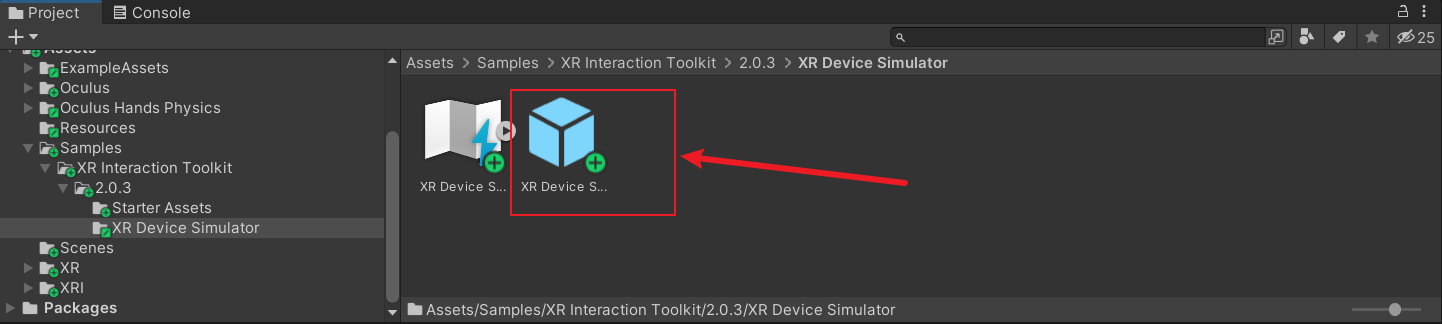 Project Console
25
Assets
ExampleAssets
Oculus
Oculus Hands Physics
Resources
Samples
XR Interaction Toolkit
2.0.3
Starter Assets
XR Device Simulator
Scenes
XR
XRI
Packages
Assets > Samples > XR Interaction Toolkit > 2.0.3 > XR Device Simulator
XR Device S... XR Device S...
Assets/Samples/XR Interaction Toolkit/2.0.3/XR Device Simulator